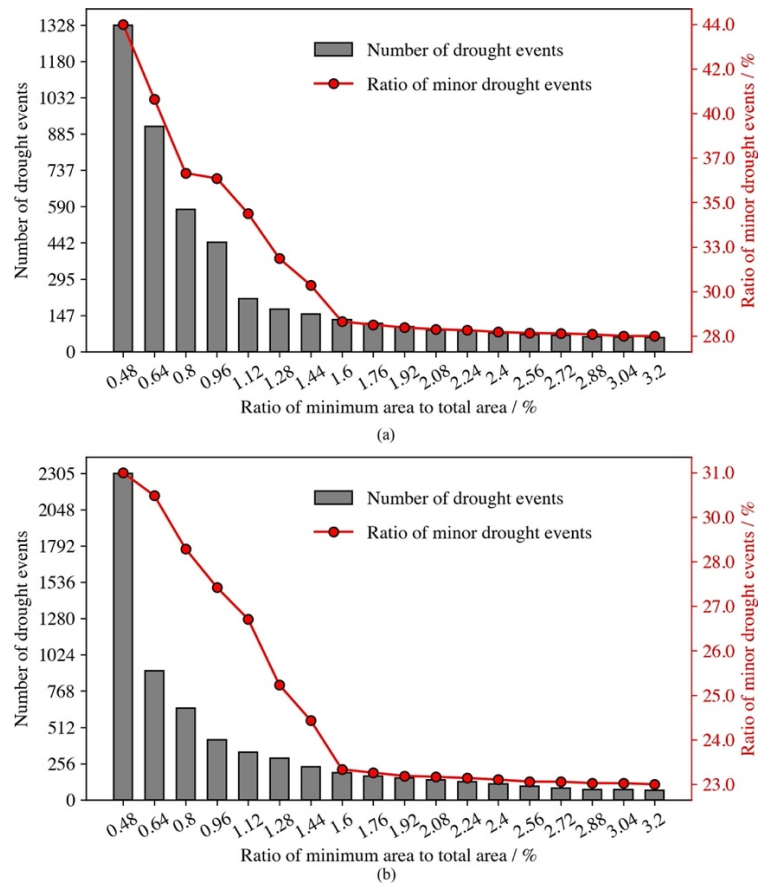 1328
1180
1032
885
737
590
442
295
147
0
Number of drought events
Number of drought events
Ratio of minor drought events
44.0
42.0
40.0
37.0
35.0
33.0
30.0
28.0
Ratio of minor drought events / %
0.48 0.64 0.8 0.96 1.12 1.28 1.44 1.6 1.76 1.92 2.08 2.24 2.4 2.56 2.72 2.88 3.04 3.2
Ratio of minimum area to total area / %
(a)
2305
2048
1792
1536
1280
1024
768
512
256
0
Number of drought events
Number of drought events
Ratio of minor drought events
31.0
30.0
28.0
27.0
26.0
25.0
23.0
23.0
Ratio of minor drought events / %
0.48 0.64 0.8 0.96 1.12 1.28 1.44 1.6 1.76 1.92 2.08 2.24 2.4 2.56 2.72 2.88 3.04 3.2
Ratio of minimum area to total area / %
(b)